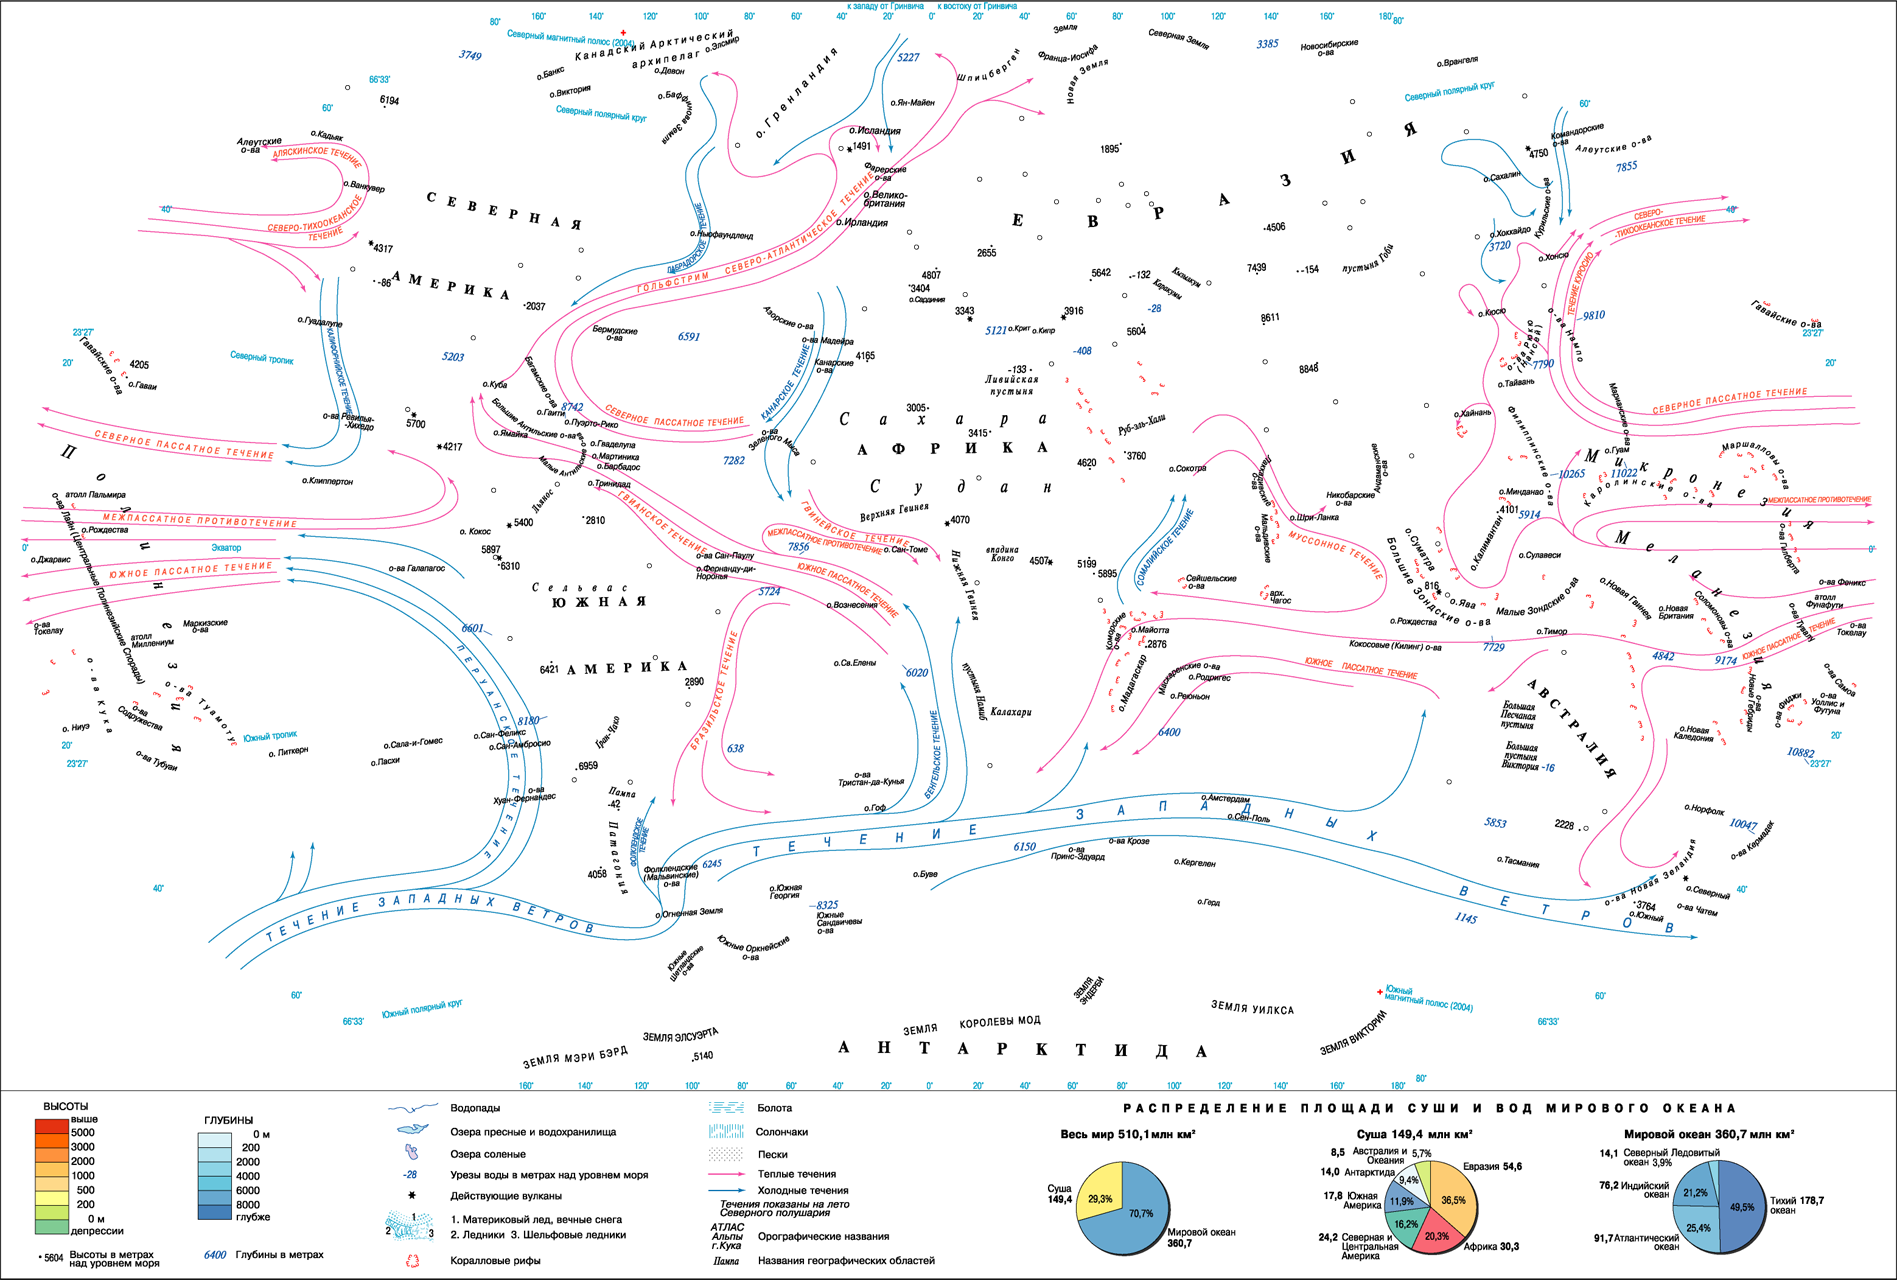 к западу от Гринвича к востоку от Гринвича
80° 160° 140° 120° 100° 80° 60° 40° 20° 0° 20° 40° 60° 80° 100° 120° 140° 160° 180° 80°
Северный магнитный полюс (2004)
Канадский Арктический
архипелаг
о.Элсмир
3749
о.Банкс
о.Девон
о.Виктория
о.Баффинова Земля
Северный полярный круг
о.Гренландия
5227
Шпицберген
Земля
Франца-Иосифа
Новая Земля
Северная Земля
3385
Новосибирские
о-ва
о.Врангеля
Северный полярный круг
66°33'
6194
60°
о.Ян-Майен
о.Исландия
1491
60°
Командорские
о-ва
4750
Алеутские о-ва
7855
Алеутские
о-ва
о.Кадьяк
АЛЯСКИНСКОЕ ТЕЧЕНИЕ
о.Ванкувер
Фарерские
о-ва
о.Велико-
британия
о.Ирландия
1895
о.Сахалин
Курильские о-ва
40°
СЕВЕРО-ТИХООКЕАНСКОЕ
ТЕЧЕНИЕ
СЕВЕРНАЯ
АМЕРИКА
4317
-86
2037
о.Ньюфаундленд
ЛАБРАДОРСКОЕ ТЕЧЕНИЕ
ГОЛЬФСТРИМ
СЕВЕРО-АТЛАНТИЧЕСКОЕ ТЕЧЕНИЕ
ЕВРАЗИЯ
2655
4506
4807
3404
о.Сардиния
5642
-132
Кызылкум
Каракумы
7439
-154
пустыня Гоби
о.Хоккайдо
3720
о.Хонсю
СЕВЕРО-
-ТИХООКЕАНСКОЕ ТЕЧЕНИЕ
40°
ТЕЧЕНИЕ КУРОСИО
о.Гуадалупе
КАЛИФОРНИЙСКОЕ ТЕЧЕНИЕ
Бермудские
о-ва
6591
Азорские о-ва
о-ва Мадейра
Канарские
о-ва
4165
КАНАРСКОЕ ТЕЧЕНИЕ
3343
5121
о.Крит
о.Кипр
3916
-28
5604
8611
-408
8848
о.Кюсю
о-ва Рюкю
(Нансей)
о-ва Нампо
9810
7790
Гавайские о-ва
23°27'
20°
23°27'
20°
Гавайские о-ва
4205
о.Гаваи
Северный тропик
5203
о.Куба
Багамские о-ва
о.Гаити
8742
о.Пуэрто-Рико
Большие Антильские о-ва
о.Ямайка
о.Гваделупа
о.Мартиника
о.Барбадос
Малые Антильские о-ва
о.Тринидад
СЕВЕРНОЕ ПАССАТНОЕ ТЕЧЕНИЕ
7282
о-ва
Зеленого Мыса
-133
Ливийская
пустыня
3005
Сахара
3415
АФРИКА
Судан
Руб-эль-Хали
4620
3760
о.Тайвань
о.Хайнань
Филиппинские о-ва
Марианские о-ва
СЕВЕРНОЕ ПАССАТНОЕ ТЕЧЕНИЕ
о-ва Ревилья-
-Хихедо
5700
4217
СЕВЕРНОЕ ПАССАТНОЕ ТЕЧЕНИЕ
о.Клиппертон
Полинезия
атолл Пальмира
о-ва Лайн (Центральные Полинезийские Спорады)
МЕЖПАССАТНОЕ ПРОТИВОТЕЧЕНИЕ
о.Рождества
0°
Экватор
о.Джарвис
ЮЖНОЕ ПАССАТНОЕ ТЕЧЕНИЕ
о.Кокос
5400
Льянос
2810
ГВИАНСКОЕ ТЕЧЕНИЕ
5897
6310
о-ва Галапагос
Сельвас
ЮЖНАЯ
АМЕРИКА
о-ва Сан-Паулу
о.Фернанду-ди-
Норонья
7856
Верхняя Гвинея
4070
ГВИНЕЙСКОЕ ТЕЧЕНИЕ
МЕЖПАССАТНОЕ ПРОТИВОТЕЧЕНИЕ
о.Сан-Томе
ЮЖНОЕ ПАССАТНОЕ ТЕЧЕНИЕ
5724
о.Вознесения
Нижняя Гвинея
впадина
Конго
4507
5199
5895
о.Сокотра
СОМАЛИЙСКОЕ ТЕЧЕНИЕ
Лаккадивские
о-ва
Мальдивские
о-ва
о.Шри-Ланка
Никобарские
о-ва
Андаманские
о-ва
МУССОННОЕ ТЕЧЕНИЕ
Сейшельские
о-ва
арх.
Чагос
о.Суматра
Большие Зондские о-ва
816
о.Ява
о.Калимантан
4101
о.Минданао
5914
о.Сулавеси
10265
11022
о.Гуам
Микронезия
Каролинские о-ва
Маршалловы о-ва
МЕЖПАССАТНОЕ ПРОТИВОТЕЧЕНИЕ
Меланезия
о-ва Гилберта
0°
о-ва Феникс
атолл
Фунафути
о-ва Тувалу
о-ва
Токелау
ЮЖНОЕ ПАССАТНОЕ ТЕЧЕНИЕ
Малые Зондские о-ва
о.Новая Гвинея
о.Новая
Британия
Соломоновы о-ва
о.Тимор
о.Рождества
Кокосовые (Килинг) о-ва
7729
4842
9174
о-ва
Токелау
атолл
Миллениум
Маркизские
о-ва
6601
ПЕРУАНСКОЕ ТЕЧЕНИЕ
6421
2890
БРАЗИЛЬСКОЕ ТЕЧЕНИЕ
о.Св.Елены
6020
пустыня Намиб
Калахари
Коморские
о-ва
о.Майотта
2876
о.Мадагаскар
Маскаренские о-ва
о.Родригес
о.Реюньон
6400
ЮЖНОЕ ПАССАТНОЕ ТЕЧЕНИЕ
АВСТРАЛИЯ
Большая
Песчаная
пустыня
Большая
пустыня
Виктория
-16
о-ва
Новые Гебриды
о-ва Фиджи
о-ва Самоа
о-ва
Уоллис и
Футуна
о.Новая
Каледония
10882
20°
23°27'
о-ва Кука
о-ва
Содружества
о-ва Туамоту
о. Ниуэ
20°
23°27'
о-ва Тубуаи
Южный тропик
о.Питкерн
о.Сала-и-Гомес
о.Пасхи
8180
о.Сан-Феликс
о.Сан-Амбросио
о-ва
Хуан-Фернандес
Гран-Чако
6959
Пампа
-42
Патагония
4058
ФОЛКЛЕНДСКОЕ
ТЕЧЕНИЕ
638
о-ва
Тристан-да-Кунья
о.Гоф
БЕНГЕЛЬСКОЕ ТЕЧЕНИЕ
о.Амстердам
о.Сен-Поль
5853
2228
о.Норфолк
10047
о-ва Кермадек
о.Тасмания
о-ва Новая Зеландия
о.Северный
3764
о.Южный
о-ва Чатем
40°
40°
ТЕЧЕНИЕ ЗАПАДНЫХ ВЕТРОВ
Фолклендские
(Мальвинские)
о-ва
6245
ТЕЧЕНИЕ ЗАПАДНЫХ ВЕТРОВ
6150
о-ва
Принс-Эдуард
о-ва Крозе
о.Кергелен
о.Буве
о.Герд
1145
о.Огненная Земля
о.Южная
Георгия
8325
Южные
Сандвичевы
о-ва
Южные Оркнейские
о-ва
Южные
Шетландские
о-ва
60°
66°33'
Южный полярный круг
ЗЕМЛЯ
ЭНДЕРБИ
ЗЕМЛЯ УИЛКСА
Южный
магнитный полюс (2004)
60°
66°33'
ЗЕМЛЯ ЭЛСУЭРТА
ЗЕМЛЯ МЭРИ БЭРД
5140
ЗЕМЛЯ КОРОЛЕВЫ МОД
ЗЕМЛЯ ВИКТОРИИ
АНТАРКТИДА
160° 140° 120° 100° 80° 60° 40° 20° 0° 20° 40° 60° 80° 100° 120° 140° 160° 180° 80°
ВЫСОТЫ
выше
5000
3000
2000
1000
500
200
0 м
депрессии
5604 Высоты в метрах
над уровнем моря
ГЛУБИНЫ
0 м
200
2000
4000
6000
8000
глубже
6400 Глубины в метрах
Водопады
Озера пресные и водохранилища
Озера соленые
-28 Урезы воды в метрах над уровнем моря
Действующие вулканы
1
2 3
1. Материковый лед, вечные снега
2. Ледники 3. Шельфовые ледники
Коралловые рифы
Болота
Солончаки
Пески
Теплые течения
Холодные течения
Течения показаны на лето
Северного полушария
АТЛАС
Альпы
г.Кука
Орографические названия
Пампа Названия географических областей
РАСПРЕДЕЛЕНИЕ ПЛОЩАДИ СУШИ И ВОД МИРОВОГО ОКЕАНА
Весь мир 510,1 млн км²
Суша
149,4
29,3%
70,7%
Мировой океан
360,7
Суша 149,4 млн км²
8,5 Австралия и
Океания
5,7%
14,0 Антарктида
9,4%
17,8 Южная
Америка
11,9%
24,2 Северная и
Центральная
Америка
16,2%
20,3%
36,5%
Евразия 54,6
Африка 30,3
Мировой океан 360,7 млн км²
14,1 Северный Ледовитый
океан 3,9%
76,2 Индийский
океан
21,2%
25,4%
49,5%
91,7 Атлантический
океан
Тихий 178,7
океан